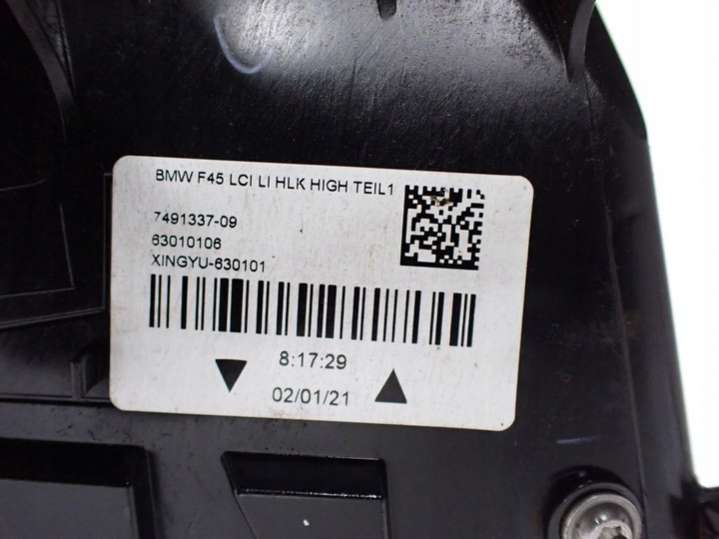 BMW F45 LCI LI HLK HIGH TEIL1
7491337-09
63010106
XINGYU-630101
8:17:29
02/01/21